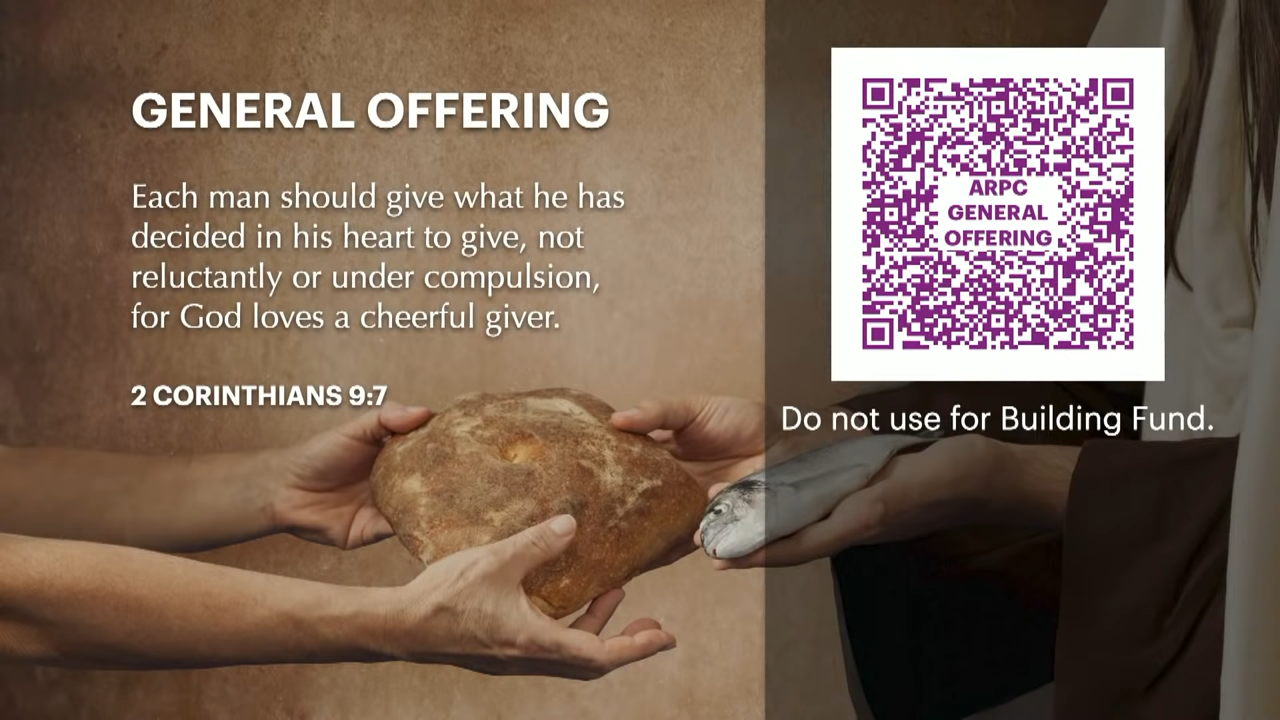 GENERAL OFFERING
Each man should give what he has
decided in his heart to give, not
reluctantly or under compulsion,
for God loves a cheerful giver.
2 CORINTHIANS 9:7
ARPC
GENERAL
OFFERING
Do not use for Building Fund.